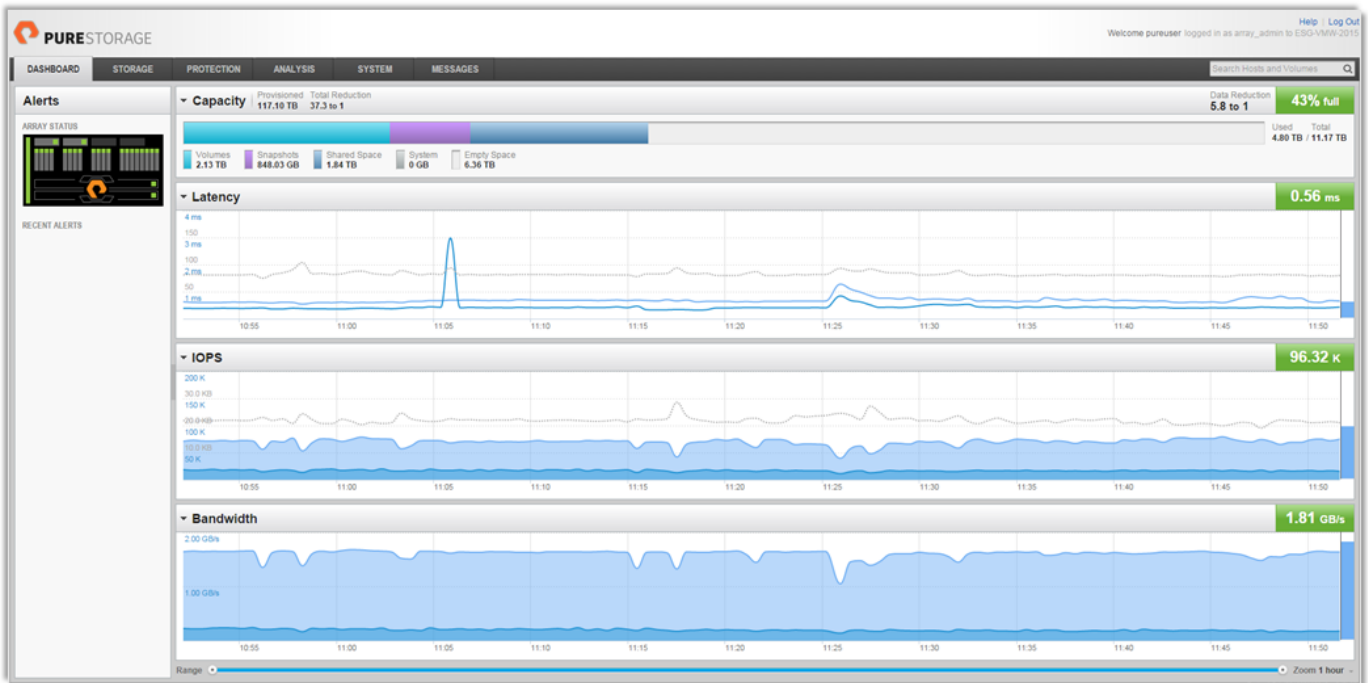 Help | Log Out
PURESTORAGE
Welcome pureuser logged in as array_admin to ESG-VMW-2015
DASHBOARD STORAGE PROTECTION ANALYSIS SYSTEM MESSAGES
Search Hosts and Volumes
Alerts
ARRAY STATUS
RECENT ALERTS
Capacity
Provisioned Total Reduction
117.10 TB 37.3 to 1
Data Reduction
5.8 to 1
43% full
Used Total
4.80 TB / 11.17 TB
Volumes Snapshots Shared Space System Empty Space
2.13 TB 848.03 GB 1.84 TB 0 GB 6.36 TB
Latency
0.56 ms
4 ms
150
3 ms
100
2 ms
50
1 ms
10:55 11:00 11:05 11:10 11:15 11:20 11:25 11:30 11:35 11:40 11:45 11:50
IOPS
96.32 K
200 K
30.0 KB
150 K
20.0 KB
100 K
10.0 KB
50 K
10:55 11:00 11:05 11:10 11:15 11:20 11:25 11:30 11:35 11:40 11:45 11:50
Bandwidth
1.81 GB/s
2.00 GB/s
1.00 GB/s
10:55 11:00 11:05 11:10 11:15 11:20 11:25 11:30 11:35 11:40 11:45 11:50
Range
Zoom 1 hour